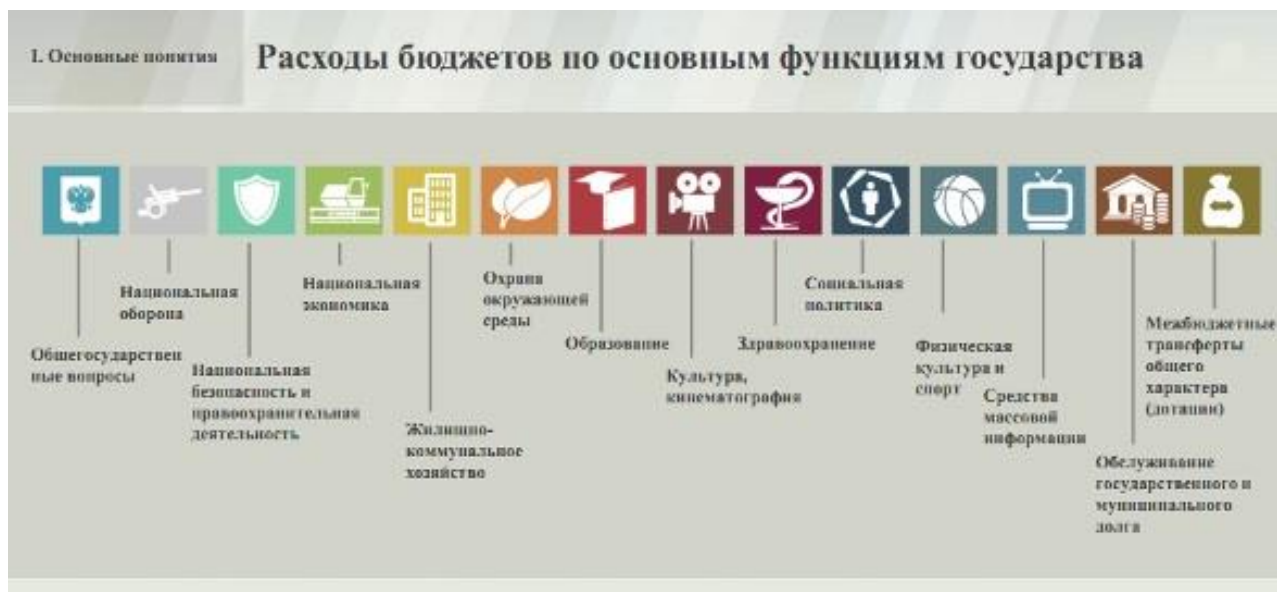 I. Основные понятия
Расходы бюджетов по основным функциям государства
Общегосударствен
ные вопросы
Национальная
оборона
Национальная
безопасность и
правоохранительная
деятельность
Национальная
экономика
Жилищно-
коммунальное
хозяйство
Охрана
окружающей
среды
Образование
Культура,
кинематография
Здравоохранение
Социальная
политика
Физическая
культура и
спорт
Средства
массовой
информации
Обслуживание
государственного и
муниципального
долга
Межбюджетные
трансферты
общего
характера
(дотации)